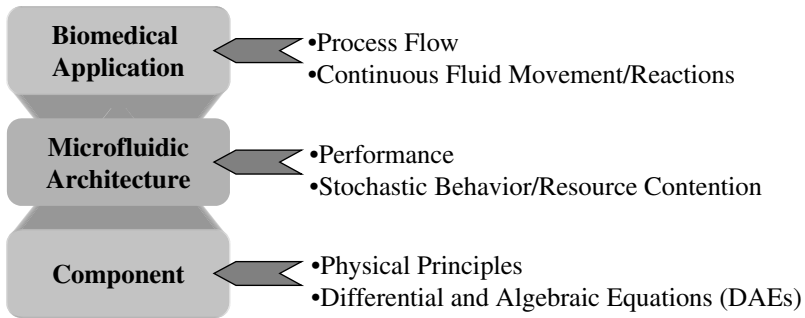 Biomedical
Application
•Process Flow
•Continuous Fluid Movement/Reactions
Microfluidic
Architecture
•Performance
•Stochastic Behavior/Resource Contention
Component
•Physical Principles
•Differential and Algebraic Equations (DAEs)